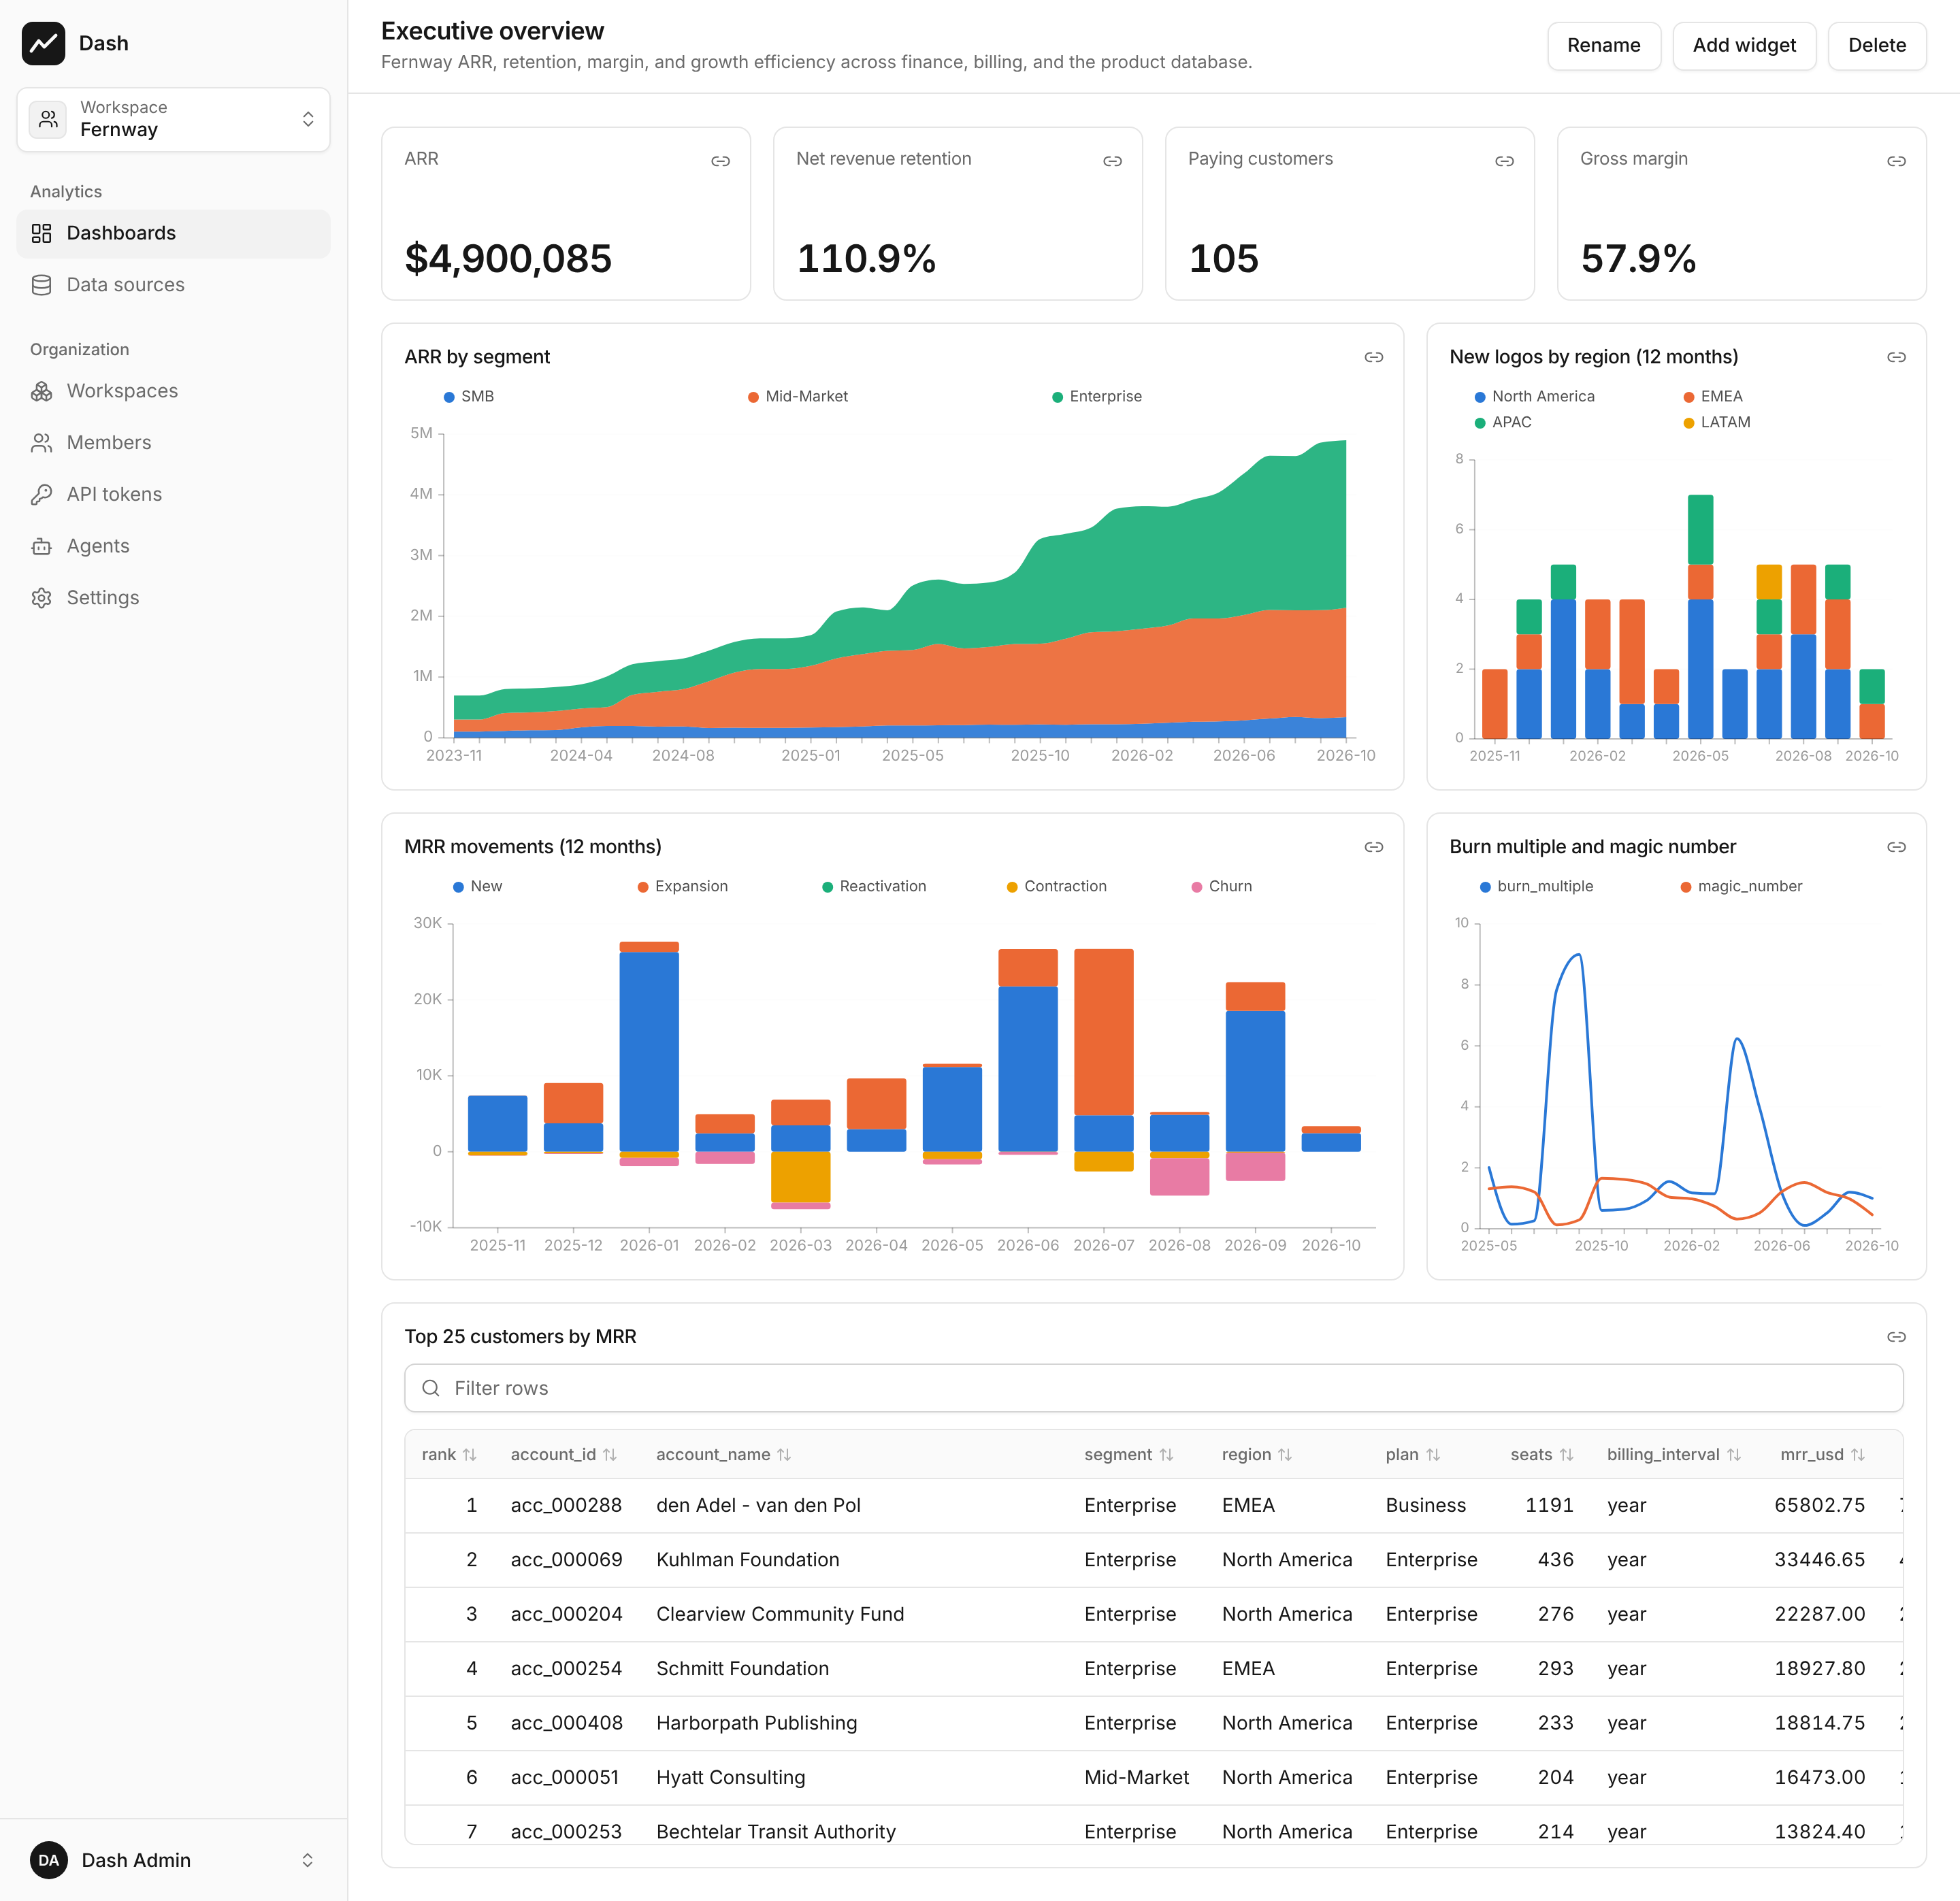 Dash
Workspace
Fernway
Analytics
Dashboards
Data sources
Organization
Workspaces
Members
API tokens
Agents
Settings
DA Dash Admin
Executive overview
Fernway ARR, retention, margin, and growth efficiency across finance, billing, and the product database.
Rename Add widget Delete
ARR
$4,900,085
Net revenue retention
110.9%
Paying customers
105
Gross margin
57.9%
ARR by segment
SMB Mid-Market Enterprise
5M
4M
3M
2M
1M
0
2023-11 2024-04 2024-08 2025-01 2025-05 2025-10 2026-02 2026-06 2026-10
New logos by region (12 months)
North America EMEA
APAC LATAM
8
6
4
2
0
2025-11 2026-02 2026-05 2026-08 2026-10
MRR movements (12 months)
New Expansion Reactivation Contraction Churn
30K
20K
10K
0
-10K
2025-11 2025-12 2026-01 2026-02 2026-03 2026-04 2026-05 2026-06 2026-07 2026-08 2026-09 2026-10
Burn multiple and magic number
burn_multiple magic_number
10
8
6
4
2
0
2025-05 2025-10 2026-02 2026-06 2026-10
Top 25 customers by MRR
Filter rows
rank account_id account_name segment region plan seats billing_interval mrr_usd
1 acc_000288 den Adel - van den Pol Enterprise EMEA Business 1191 year 65802.75
2 acc_000069 Kuhlman Foundation Enterprise North America Enterprise 436 year 33446.65
3 acc_000204 Clearview Community Fund Enterprise North America Enterprise 276 year 22287.00
4 acc_000254 Schmitt Foundation Enterprise EMEA Enterprise 293 year 18927.80
5 acc_000408 Harborpath Publishing Enterprise North America Enterprise 233 year 18814.75
6 acc_000051 Hyatt Consulting Mid-Market North America Enterprise 204 year 16473.00
7 acc_000253 Bechtelar Transit Authority Enterprise North America Enterprise 214 year 13824.40